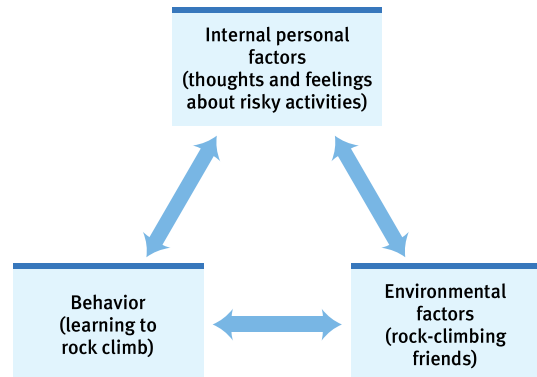 Internal personal
factors
(thoughts and feelings
about risky activities)
Behavior
(learning to
rock climb)
Environmental
factors
(rock-climbing
friends)